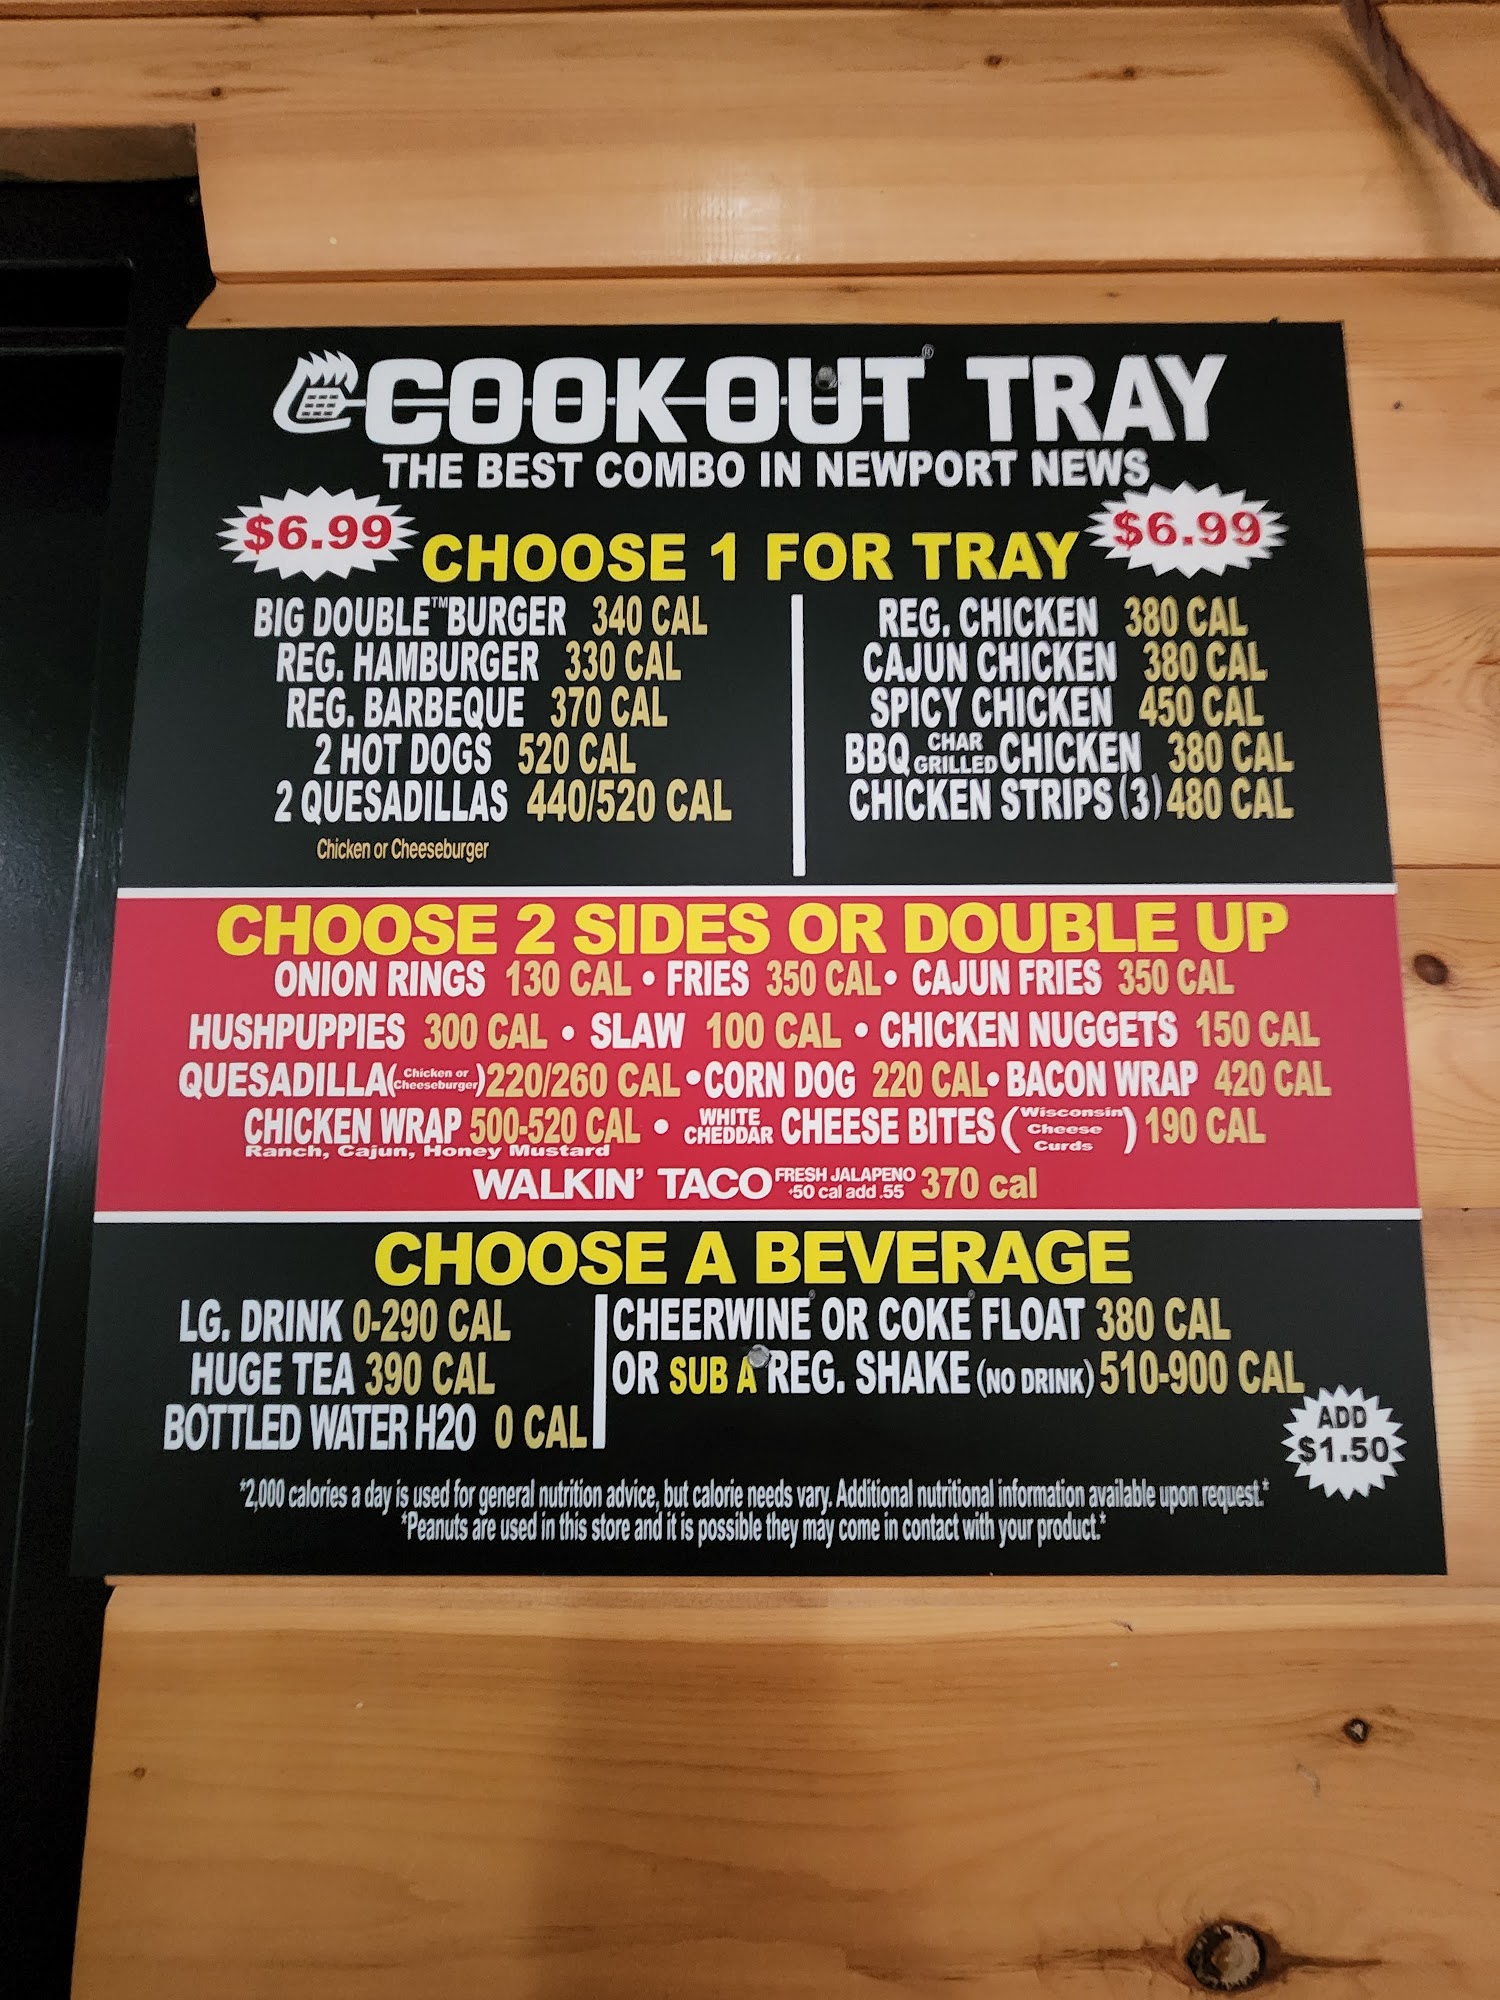 COOKOUT® TRAY
THE BEST COMBO IN NEWPORT NEWS
$6.99
$6.99
CHOOSE 1 FOR TRAY
BIG DOUBLE™ BURGER 340 CAL
REG. HAMBURGER 330 CAL
REG. BARBEQUE 370 CAL
2 HOT DOGS 520 CAL
2 QUESADILLAS 440/520 CAL
Chicken or Cheeseburger
REG. CHICKEN 380 CAL
CAJUN CHICKEN 380 CAL
SPICY CHICKEN 450 CAL
BBQ CHAR GRILLED CHICKEN 380 CAL
CHICKEN STRIPS (3) 480 CAL
CHOOSE 2 SIDES OR DOUBLE UP
ONION RINGS 130 CAL • FRIES 350 CAL • CAJUN FRIES 350 CAL
HUSHPUPPIES 300 CAL • SLAW 100 CAL • CHICKEN NUGGETS 150 CAL
QUESADILLA (Chicken or Cheeseburger) 220/260 CAL • CORN DOG 220 CAL • BACON WRAP 420 CAL
CHICKEN WRAP 500-520 CAL • WHITE CHEDDAR CHEESE BITES (Wisconsin Cheese Curds) 190 CAL
Ranch, Cajun, Honey Mustard
WALKIN' TACO FRESH JALAPENO +50 cal add .55 370 cal
CHOOSE A BEVERAGE
LG. DRINK 0-290 CAL
HUGE TEA 390 CAL
BOTTLED WATER H2O 0 CAL
CHEERWINE® OR COKE® FLOAT 380 CAL
OR SUB A REG. SHAKE (NO DRINK) 510-900 CAL
ADD
$1.50
*2,000 calories a day is used for general nutrition advice, but calorie needs vary. Additional nutritional information available upon request.*
*Peanuts are used in this store and it is possible they may come in contact with your product.*